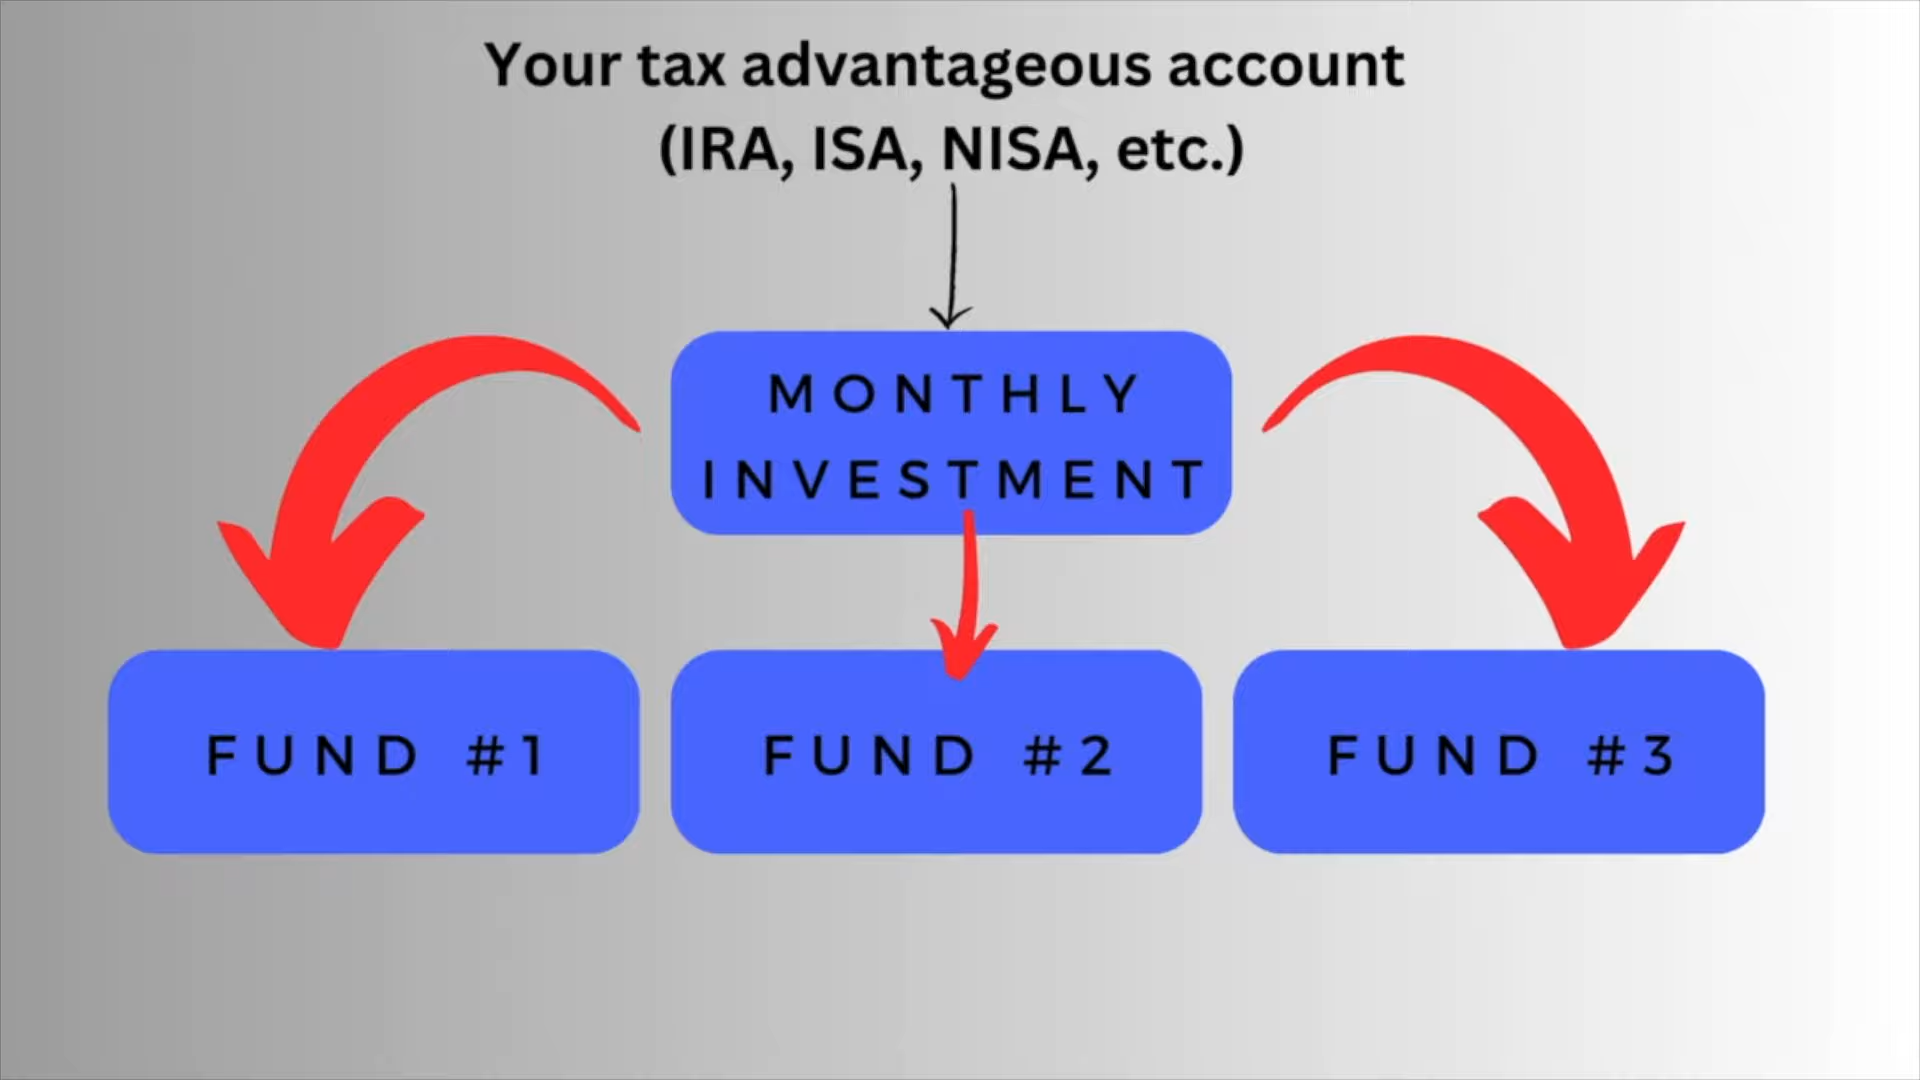 Your tax advantageous account
(IRA, ISA, NISA, etc.)
MONTHLY
INVESTMENT
FUND #1
FUND #2
FUND #3